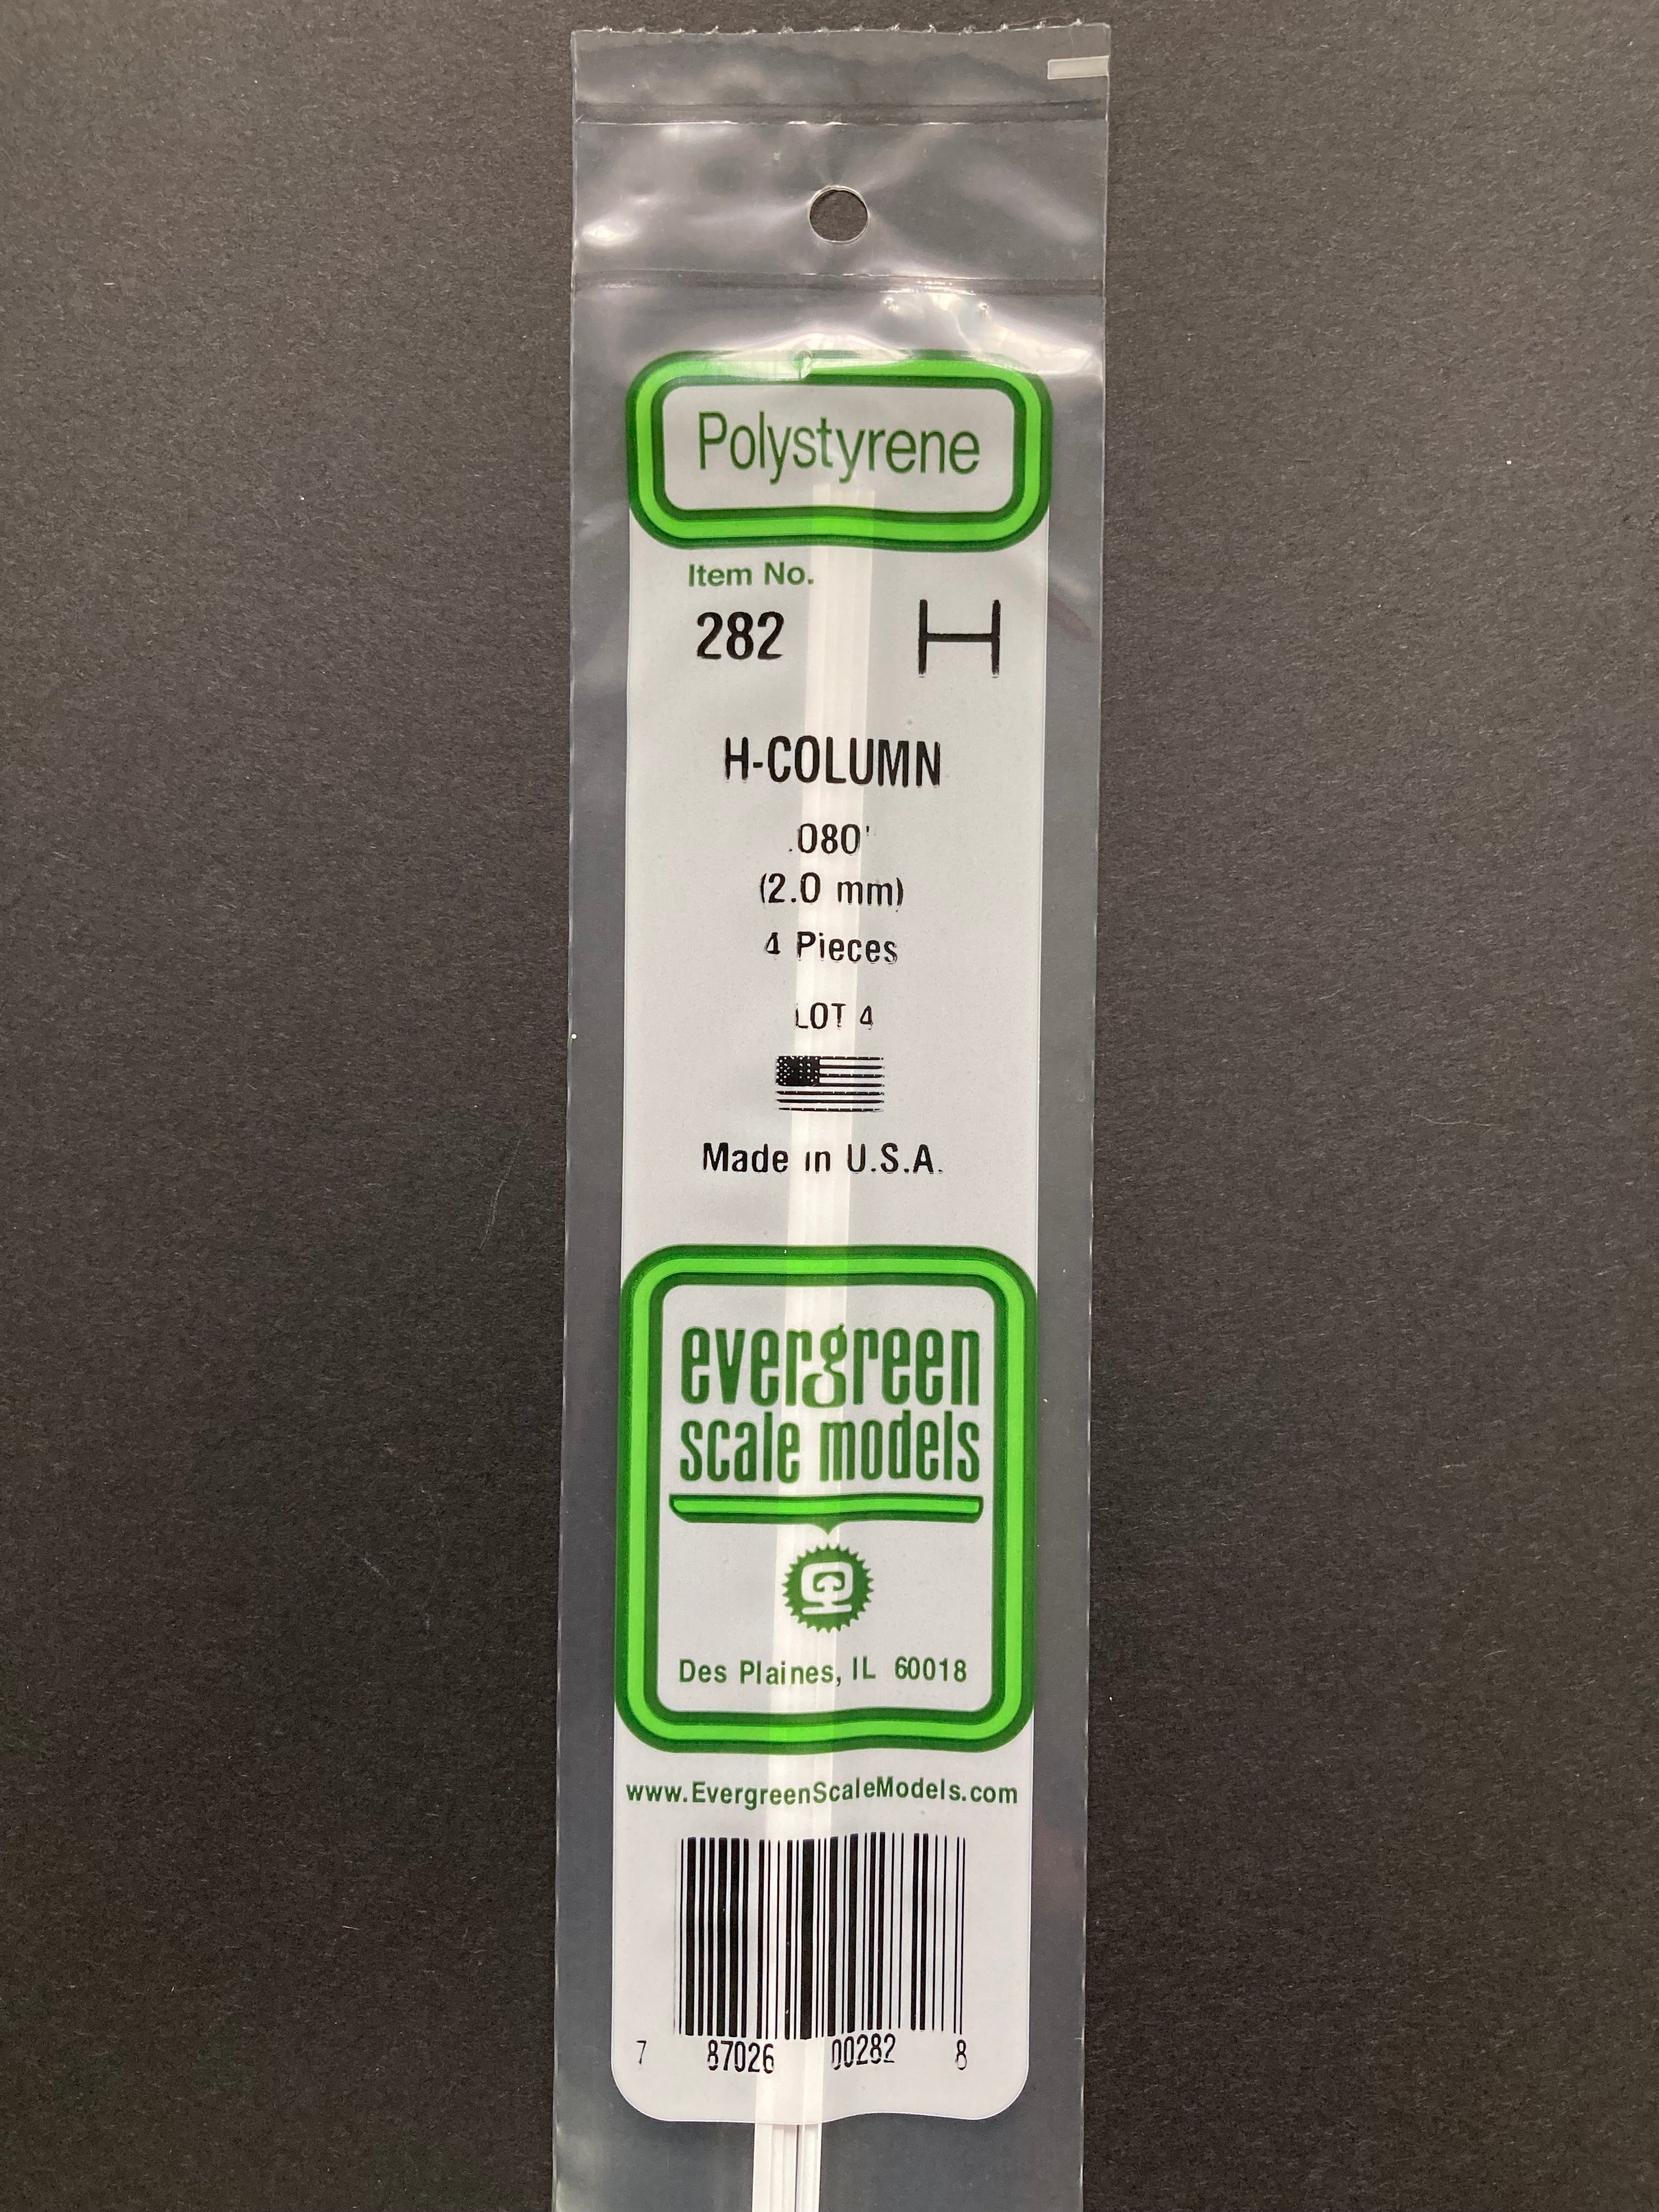 Polystyrene
Item No.
282
H
H-COLUMN
.080"
(2.0 mm)
4 Pieces
LOT 4
Made in U.S.A.
evergreen
scale models
Des Plaines, IL 60018
www.EvergreenScaleModels.com
7 87026 00282 8